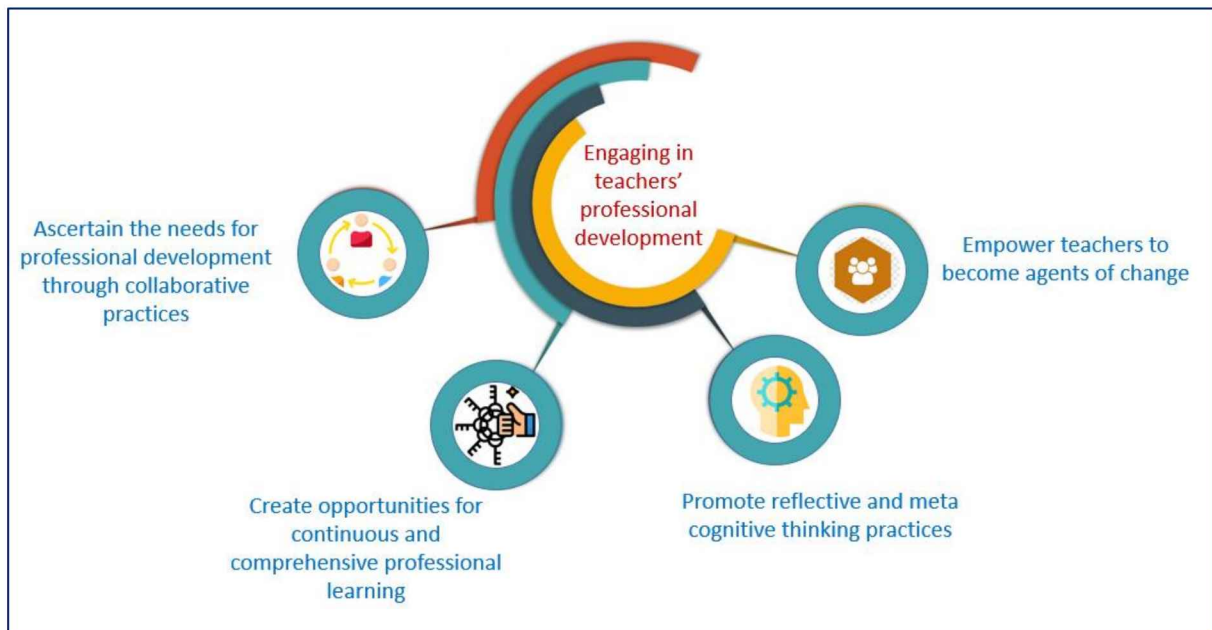 Engaging in
teachers'
professional
development
Ascertain the needs for
professional development
through collaborative
practices
Create opportunities for
continuous and
comprehensive professional
learning
Promote reflective and meta
cognitive thinking practices
Empower teachers to
become agents of change